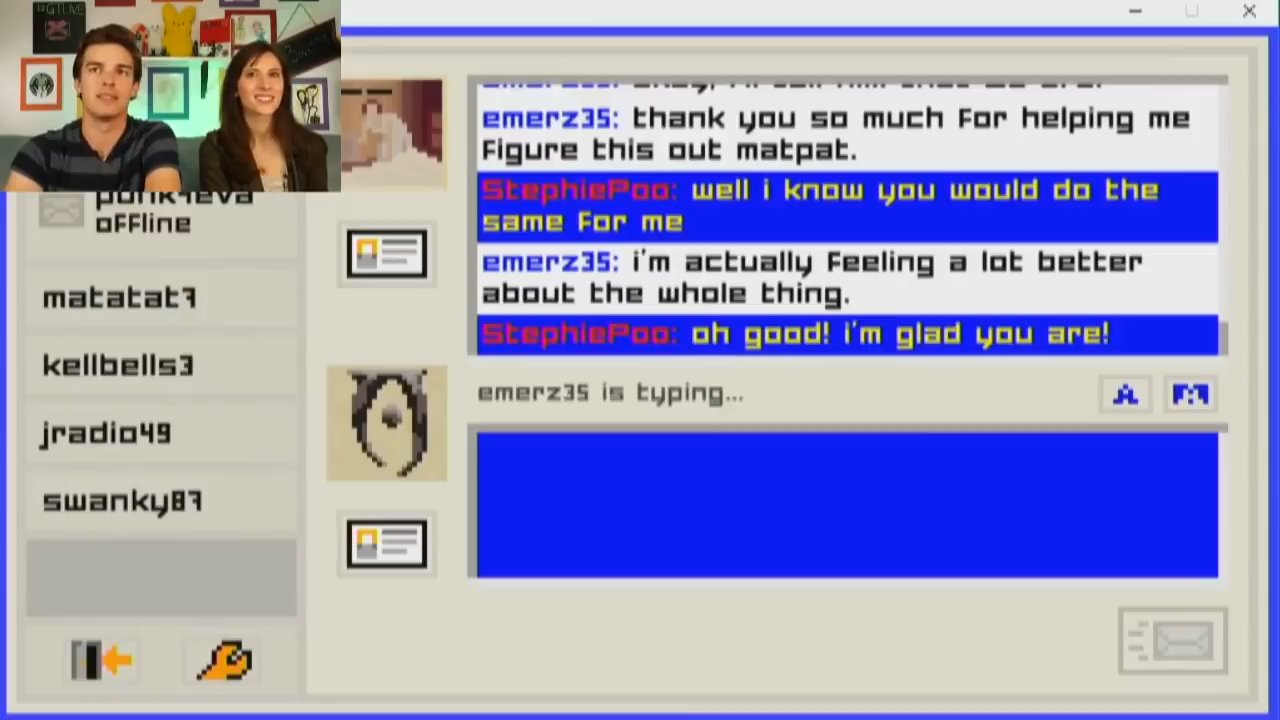 #GTLIVE
emerz35: thank you so much for helping me
figure this out matpat.
StephiePoo: well i know you would do the
same for me
emerz35: i'm actually feeling a lot better
about the whole thing.
StephiePoo: oh good! i'm glad you are!
emerz35 is typing...
offline
matatat7
kellbells3
jradio49
swanky87